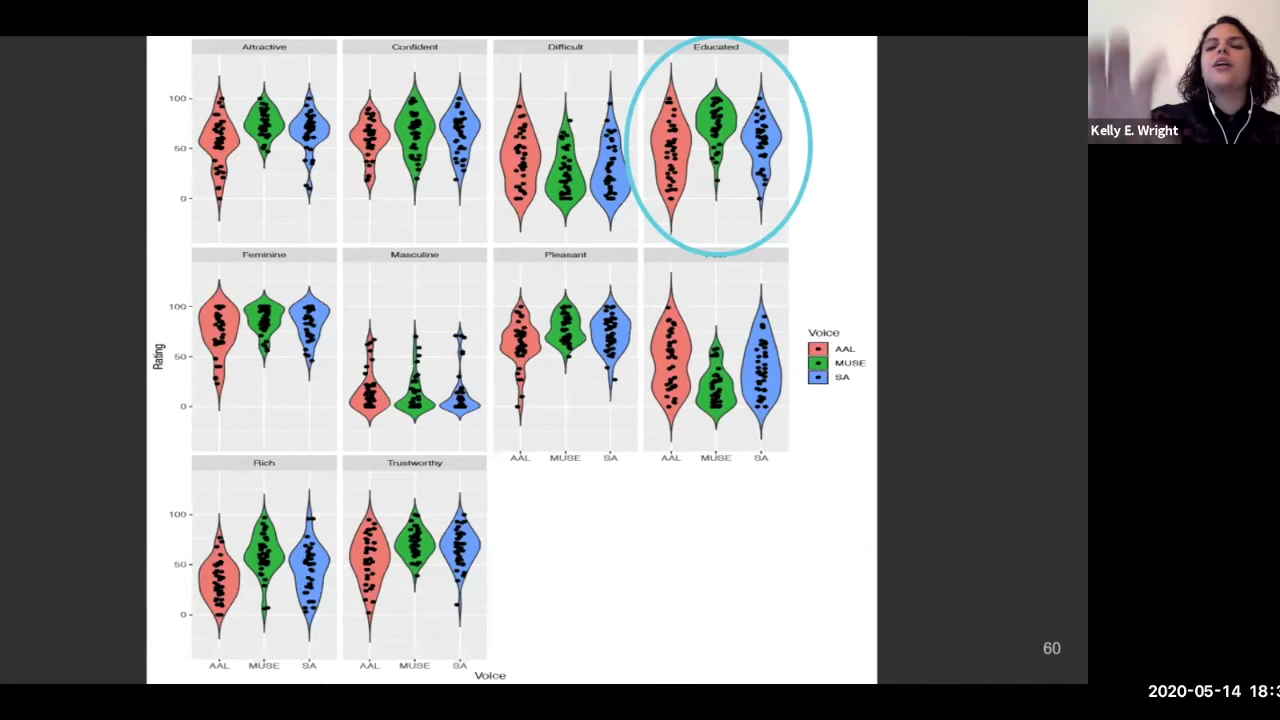 Attractive Confident Difficult Educated
100
50
0
Feminine Masculine Pleasant
100
50
0
Rating
AAL MUSE SA AAL MUSE SA
Rich Trustworthy
100
50
0
AAL MUSE SA AAL MUSE SA
Voice
Voice
AAL
MUSE
SA
60
Kelly E. Wright
2020-05-14 18:3